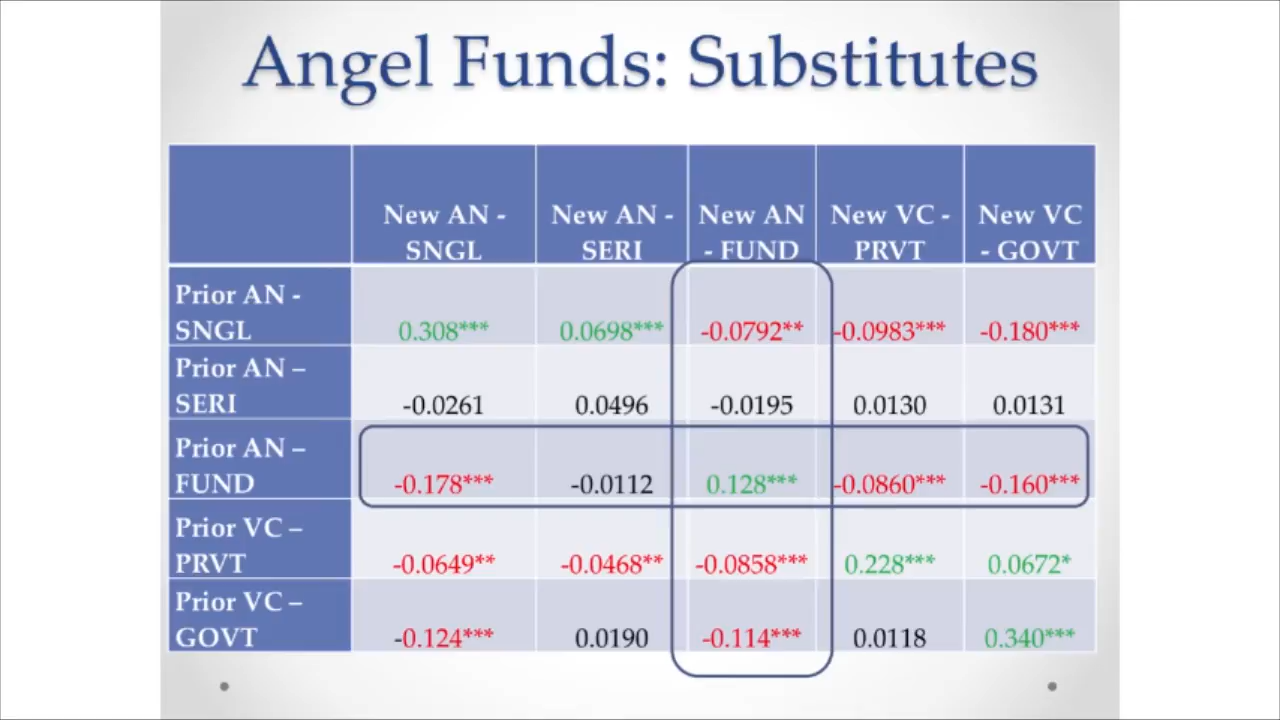 Angel Funds: Substitutes
New AN - New AN - New AN New VC - New VC
SNGL SERI - FUND PRVT - GOVT
Prior AN -
SNGL 0.308*** 0.0698*** -0.0792** -0.0983*** -0.180***
Prior AN –
SERI -0.0261 0.0496 -0.0195 0.0130 0.0131
Prior AN –
FUND -0.178*** -0.0112 0.128*** -0.0860*** -0.160***
Prior VC –
PRVT -0.0649** -0.0468** -0.0858*** 0.228*** 0.0672*
Prior VC –
GOVT -0.124*** 0.0190 -0.114*** 0.0118 0.340***